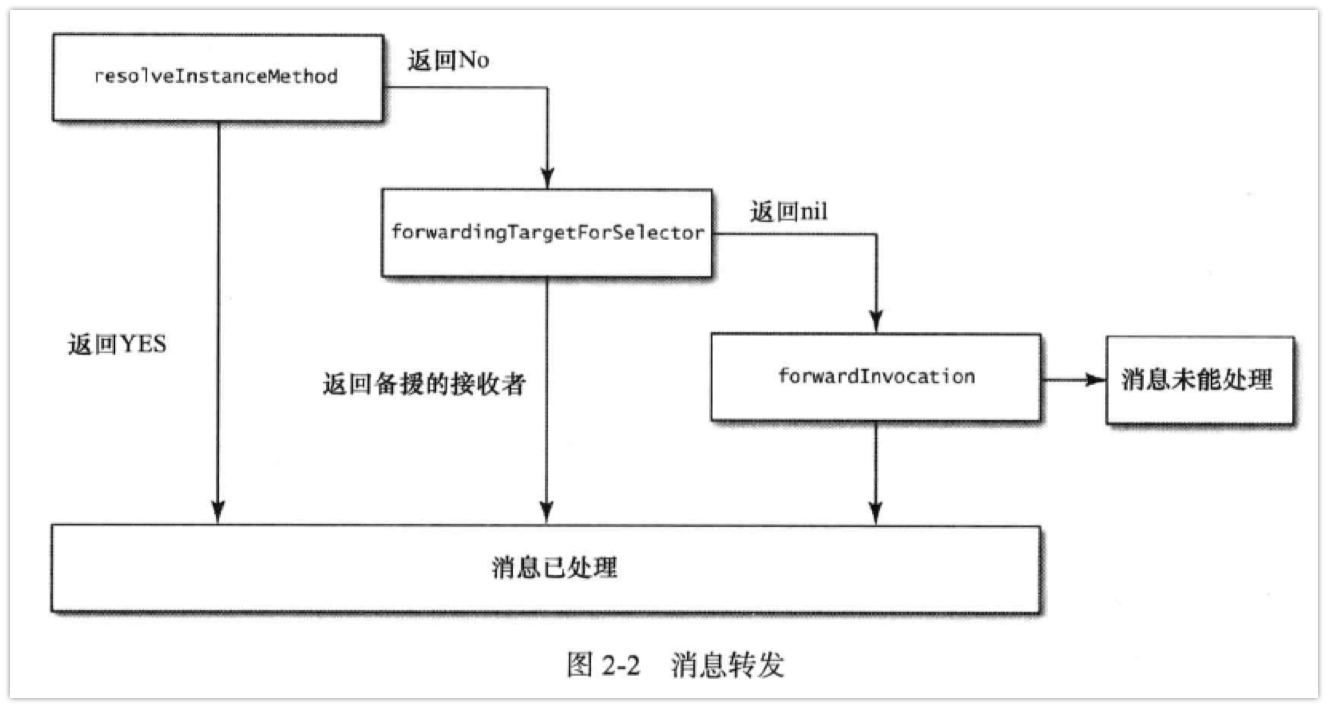 resolveInstanceMethod
返回No
forwardingTargetForSelector
返回nil
返回YES
返回备援的接收者
forwardInvocation
消息未能处理
消息已处理
图 2-2 消息转发